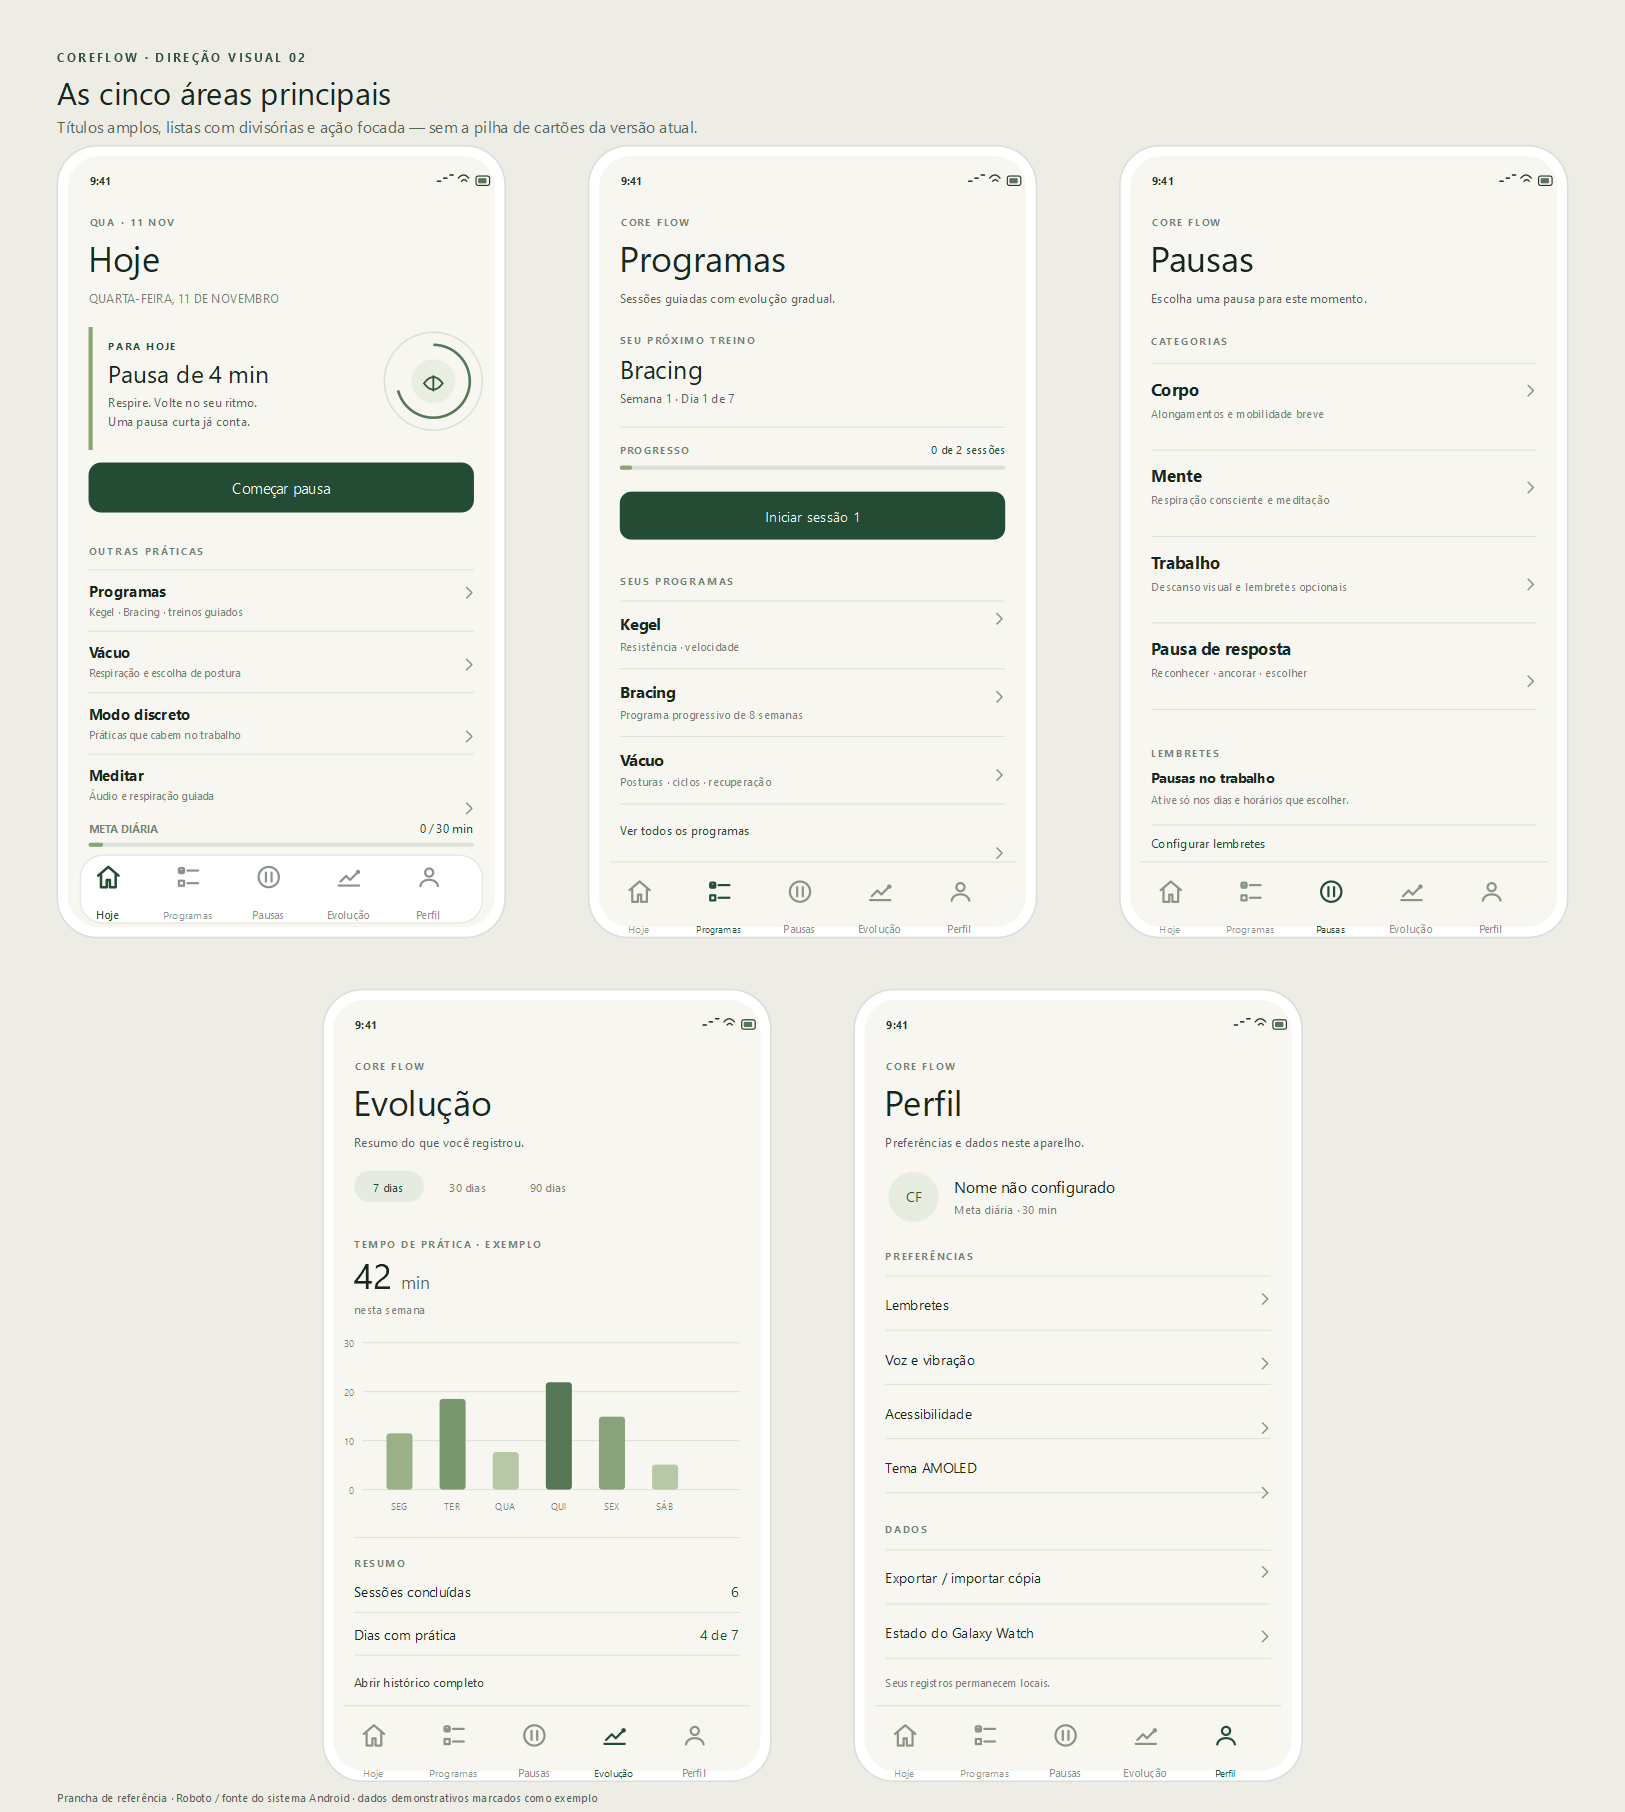 COREFLOW · DIREÇÃO VISUAL 02
As cinco áreas principais
Títulos amplos, listas com divisórias e ação focada — sem a pilha de cartões da versão atual.
9:41
QUA · 11 NOV
Hoje
QUARTA-FEIRA, 11 DE NOVEMBRO
PARA HOJE
Pausa de 4 min
Respire. Volte no seu ritmo.
Uma pausa curta já conta.
Começar pausa
OUTRAS PRÁTICAS
Programas
Kegel · Bracing · treinos guiados
Vácuo
Respiração e escolha de postura
Modo discreto
Práticas que cabem no trabalho
Meditar
Áudio e respiração guiada
META DIÁRIA 0 / 30 min
Hoje Programas Pausas Evolução Perfil
9:41
CORE FLOW
Programas
Sessões guiadas com evolução gradual.
SEU PRÓXIMO TREINO
Bracing
Semana 1 · Dia 1 de 7
PROGRESSO 0 de 2 sessões
Iniciar sessão 1
SEUS PROGRAMAS
Kegel
Resistência · velocidade
Bracing
Programa progressivo de 8 semanas
Vácuo
Posturas · ciclos · recuperação
Ver todos os programas
Hoje Programas Pausas Evolução Perfil
9:41
CORE FLOW
Pausas
Escolha uma pausa para este momento.
CATEGORIAS
Corpo
Alongamentos e mobilidade breve
Mente
Respiração consciente e meditação
Trabalho
Descanso visual e lembretes opcionais
Pausa de resposta
Reconhecer · ancorar · escolher
LEMBRETES
Pausas no trabalho
Ative só nos dias e horários que escolher.
Configurar lembretes
Hoje Programas Pausas Evolução Perfil
9:41
CORE FLOW
Evolução
Resumo do que você registrou.
7 dias 30 dias 90 dias
TEMPO DE PRÁTICA · EXEMPLO
42 min
nesta semana
30
20
10
0
SEG TER QUA QUI SEX SÁB
RESUMO
Sessões concluídas 6
Dias com prática 4 de 7
Abrir histórico completo
Hoje Programas Pausas Evolução Perfil
9:41
CORE FLOW
Perfil
Preferências e dados neste aparelho.
CF
Nome não configurado
Meta diária · 30 min
PREFERÊNCIAS
Lembretes
Voz e vibração
Acessibilidade
Tema AMOLED
DADOS
Exportar / importar cópia
Estado do Galaxy Watch
Seus registros permanecem locais.
Hoje Programas Pausas Evolução Perfil
Prancha de referência · Roboto / fonte do sistema Android · dados demonstrativos marcados como exemplo